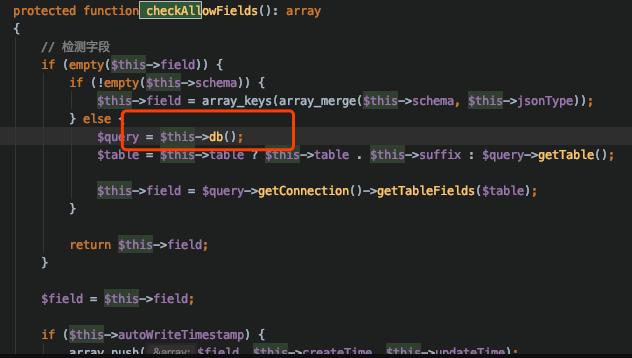 protected function checkAllowFields(): array
{
// 检测字段
if (empty($this->field)) {
if (!empty($this->schema)) {
$this->field = array_keys(array_merge($this->schema, $this->jsonType));
} else {
$query = $this->db();
$table = $this->table ? $this->table . $this->suffix : $query->getTable();
$this->field = $query->getConnection()->getTableFields($table);
}
return $this->field;
}
$field = $this->field;
if ($this->autoWriteTimestamp) {
array_push( &array: $field, $this->createTime, $this->updateTime);